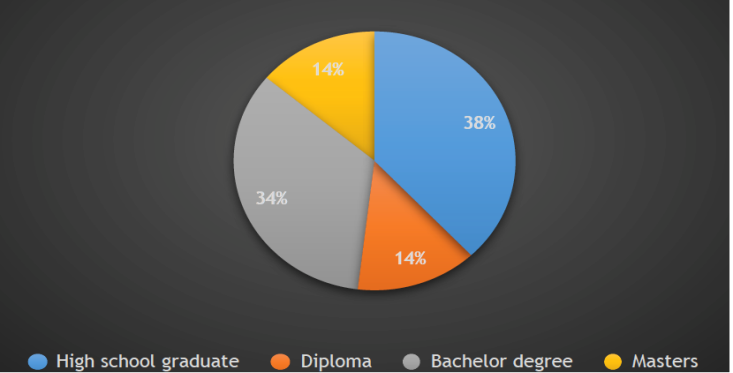 14%
38%
34%
14%
High school graduate Diploma Bachelor degree Masters